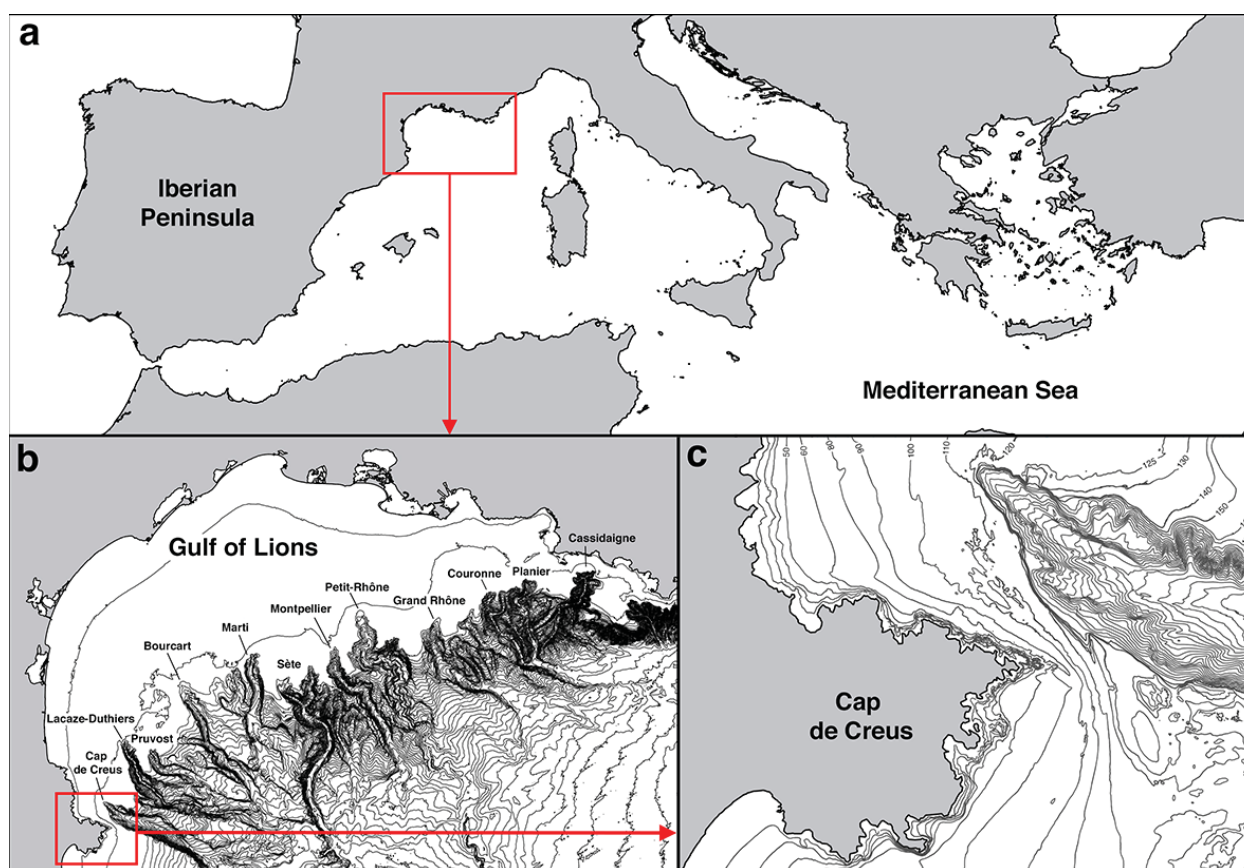 a
Iberian
Peninsula
Mediterranean Sea
b
Gulf of Lions
Cassidaigne
Couronne
Planier
Petit-Rhône
Grand Rhône
Montpellier
Marti
Sète
Bourcart
Lacaze-Duthiers
Pruvost
Cap
de Creus
c
50
60
80
90
100
110
120
125
130
140
150
Cap
de Creus